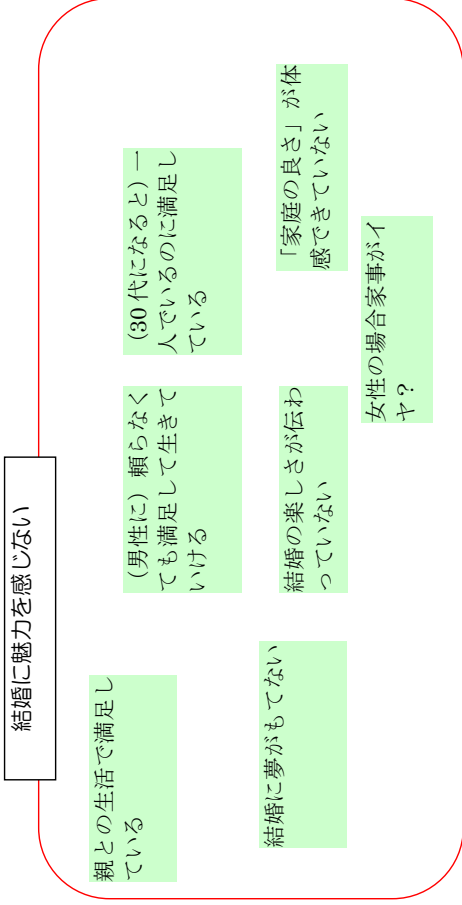 結婚に魅力を感じない
親との生活で満足し
ている
(男性に) 頼らなく
ても満足して生きて
いける
(30代になると) 一
人でいるのに満足し
ている
結婚に夢がもてない
結婚の楽しさが伝わ
っていない
「家庭の良さ」が体
感できていない
女性の場合家事がイ
ヤ?